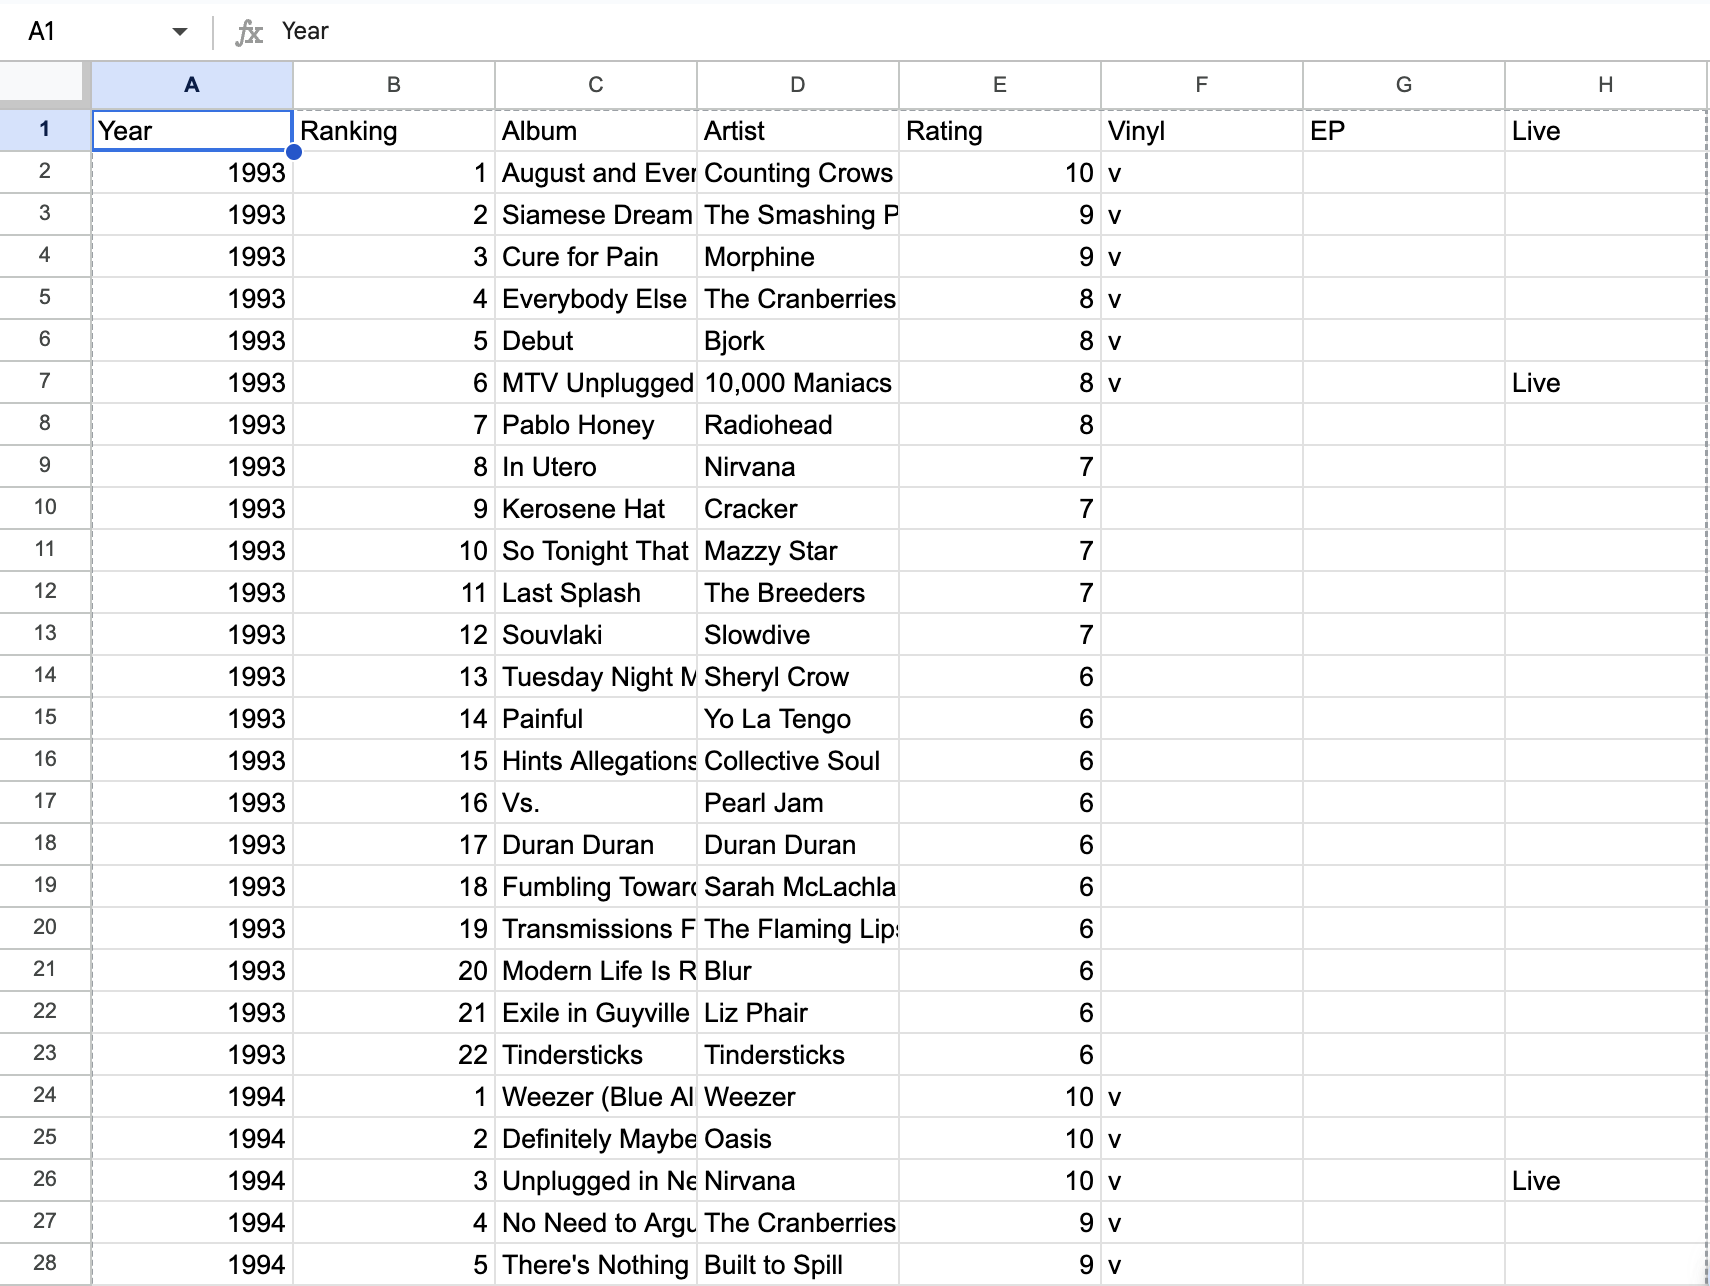 A1 fx Year
A B C D E F G H
1 Year Ranking Album Artist Rating Vinyl EP Live
2 1993 1 August and Ever Counting Crows 10 v
3 1993 2 Siamese Dream The Smashing P 9 v
4 1993 3 Cure for Pain Morphine 9 v
5 1993 4 Everybody Else The Cranberries 8 v
6 1993 5 Debut Bjork 8 v
7 1993 6 MTV Unplugged 10,000 Maniacs 8 v Live
8 1993 7 Pablo Honey Radiohead 8
9 1993 8 In Utero Nirvana 7
10 1993 9 Kerosene Hat Cracker 7
11 1993 10 So Tonight That Mazzy Star 7
12 1993 11 Last Splash The Breeders 7
13 1993 12 Souvlaki Slowdive 7
14 1993 13 Tuesday Night M Sheryl Crow 6
15 1993 14 Painful Yo La Tengo 6
16 1993 15 Hints Allegations Collective Soul 6
17 1993 16 Vs. Pearl Jam 6
18 1993 17 Duran Duran Duran Duran 6
19 1993 18 Fumbling Toward Sarah McLachla 6
20 1993 19 Transmissions F The Flaming Lips 6
21 1993 20 Modern Life Is R Blur 6
22 1993 21 Exile in Guyville Liz Phair 6
23 1993 22 Tindersticks Tindersticks 6
24 1994 1 Weezer (Blue Al Weezer 10 v
25 1994 2 Definitely Maybe Oasis 10 v
26 1994 3 Unplugged in Ne Nirvana 10 v Live
27 1994 4 No Need to Argu The Cranberries 9 v
28 1994 5 There's Nothing Built to Spill 9 v